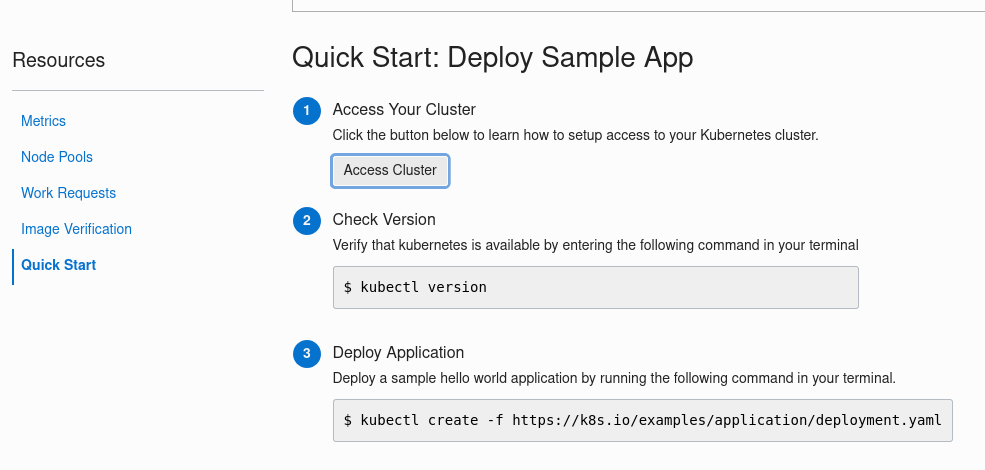 Resources
Metrics
Node Pools
Work Requests
Image Verification
Quick Start
Quick Start: Deploy Sample App
1 Access Your Cluster
Click the button below to learn how to setup access to your Kubernetes cluster.
Access Cluster
2 Check Version
Verify that kubernetes is available by entering the following command in your terminal
$ kubectl version
3 Deploy Application
Deploy a sample hello world application by running the following command in your terminal.
$ kubectl create -f https://k8s.io/examples/application/deployment.yaml